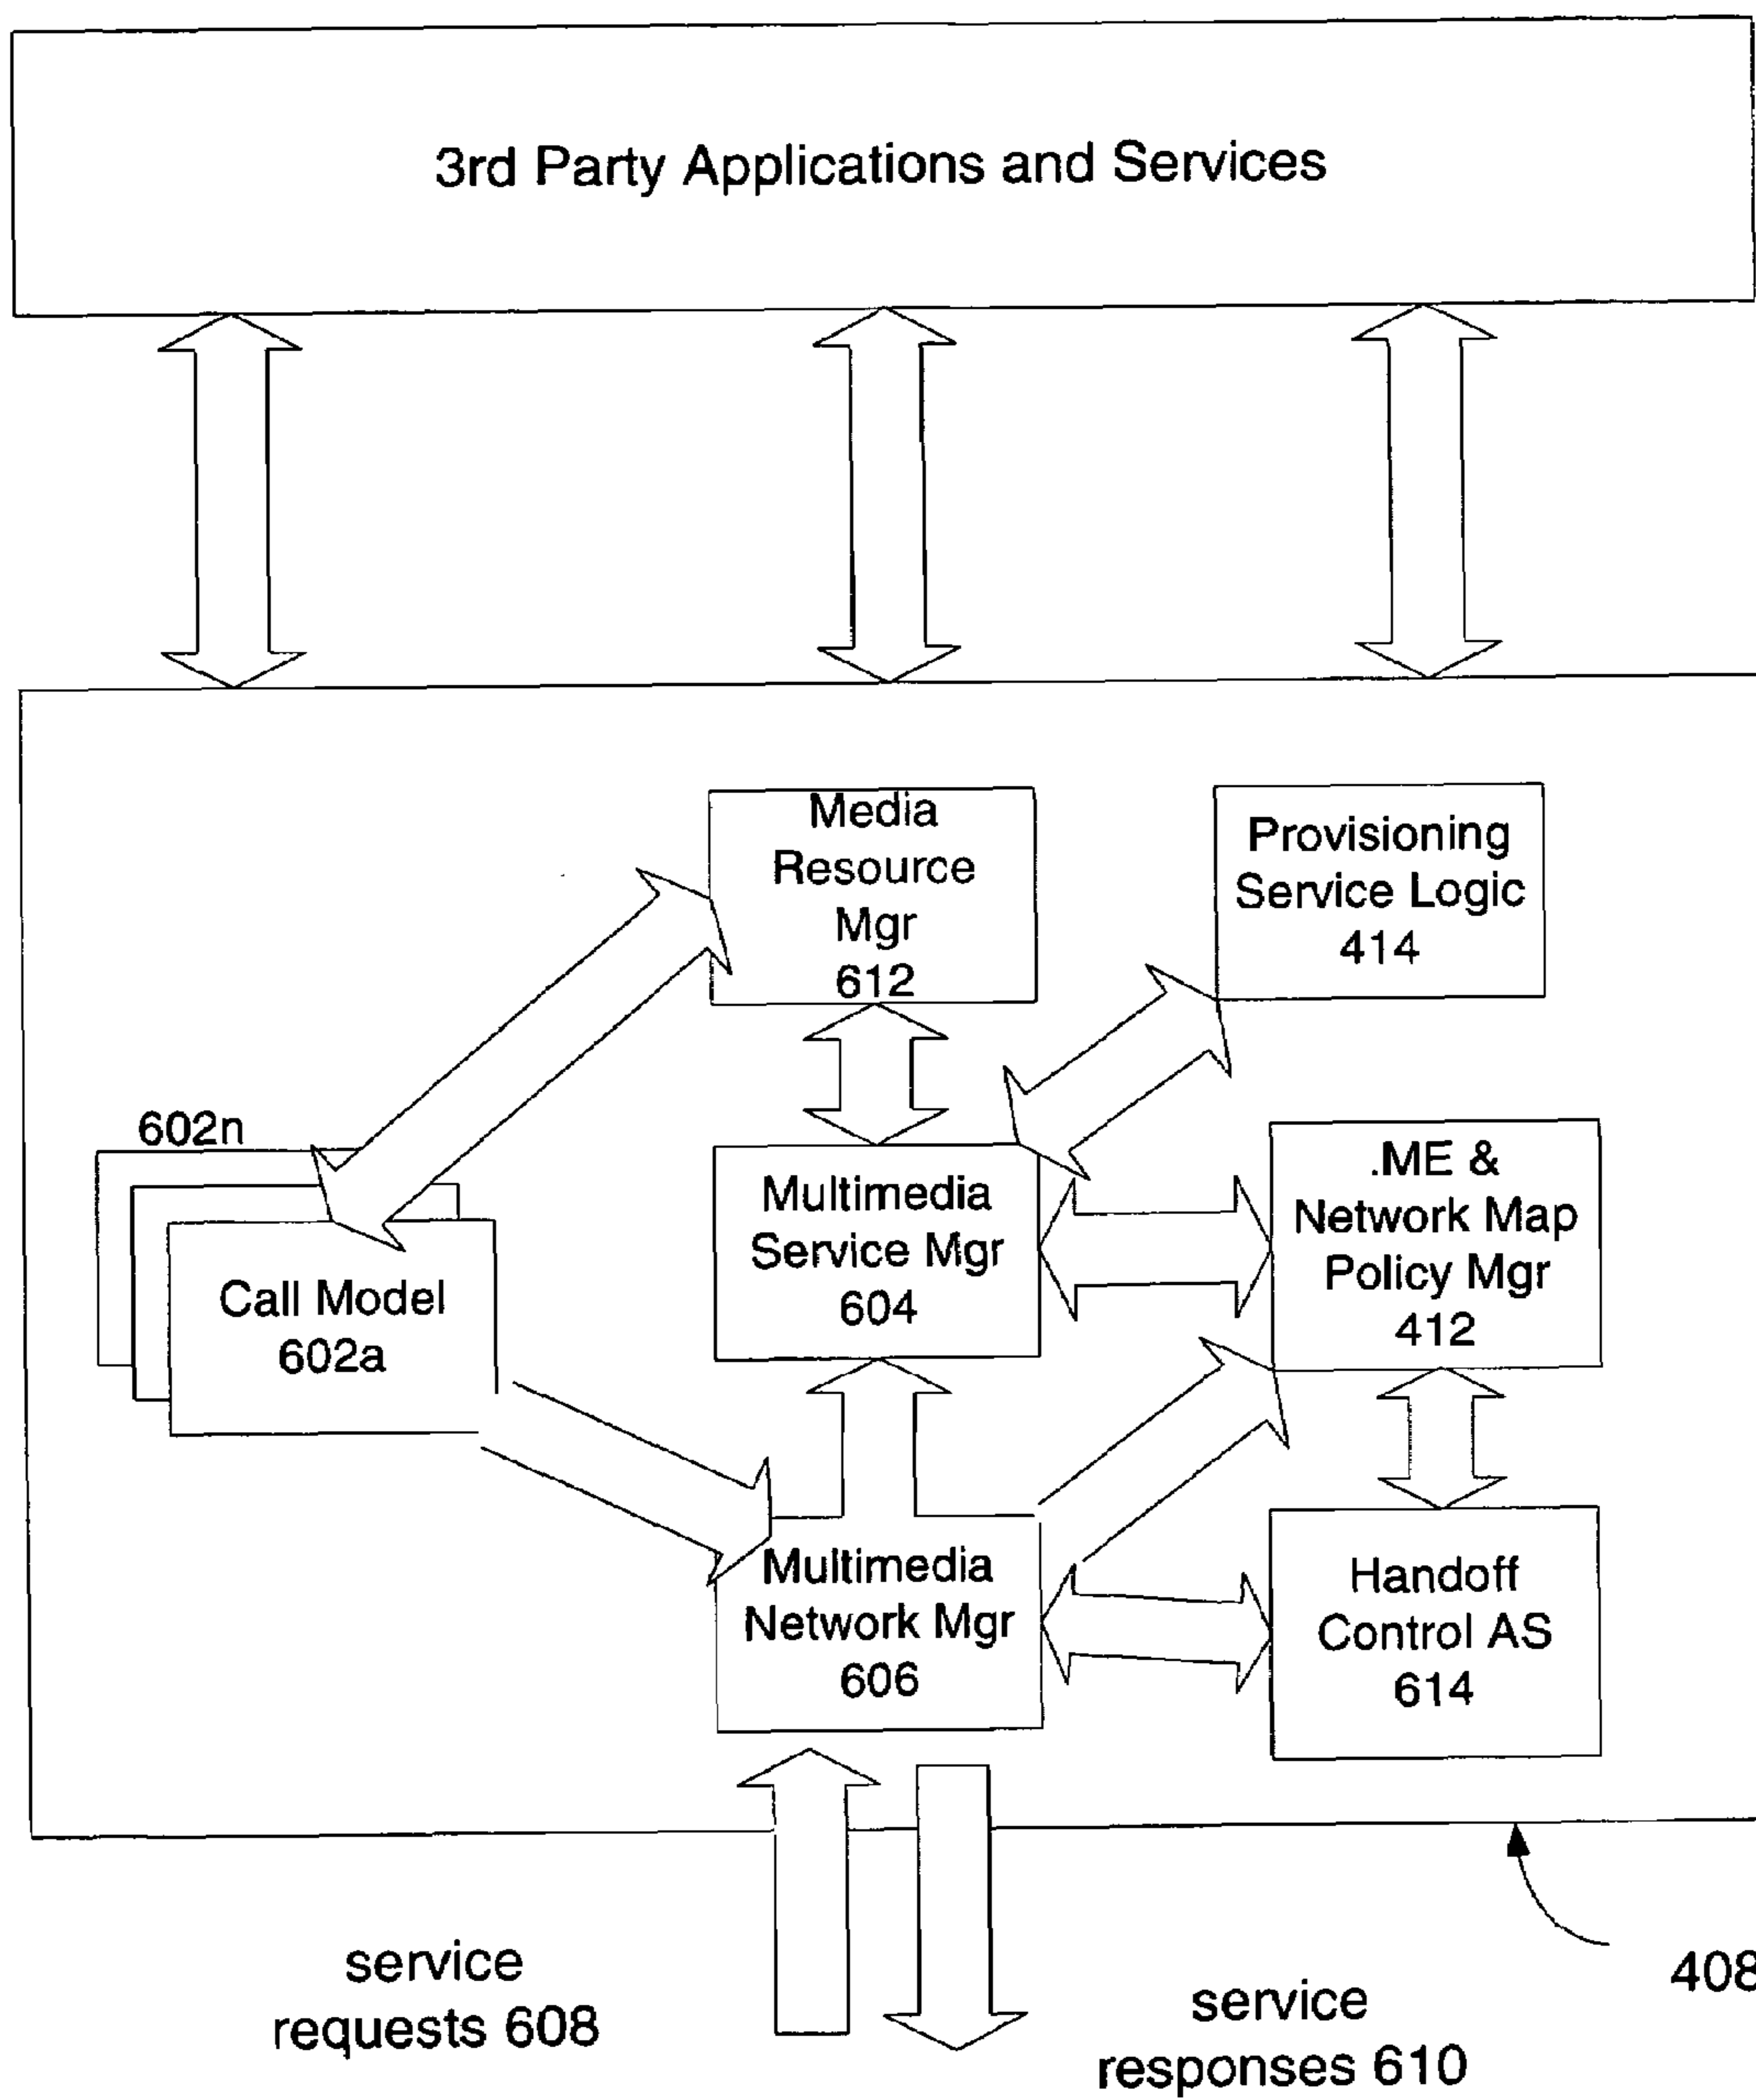 3rd Party Applications and Services
Media
Resource
Mgr
612
Provisioning
Service Logic
414
602n
Call Model
602a
Multimedia
Service Mgr
604
.ME &
Network Map
Policy Mgr
412
Multimedia
Network Mgr
606
Handoff
Control AS
614
service
requests 608
service
responses 610
408